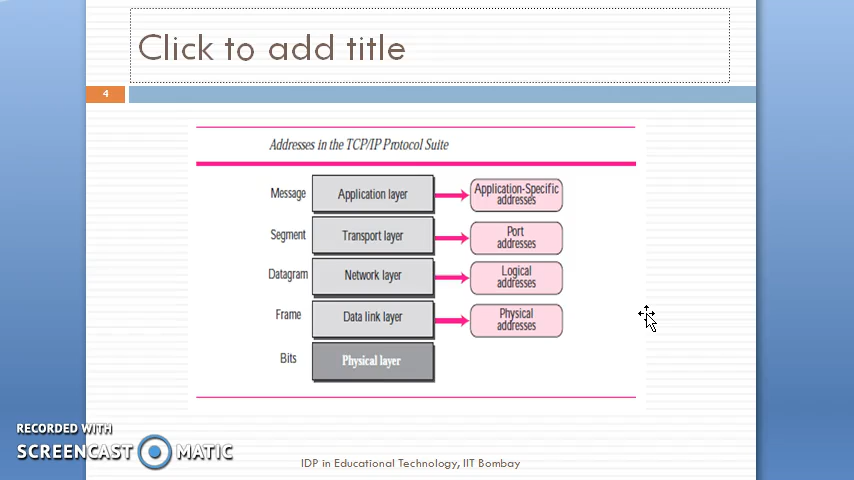 Click to add title
4
Addresses in the TCP/IP Protocol Suite
Message
Application layer
Application-Specific
addresses
Segment
Transport layer
Port
addresses
Datagram
Network layer
Logical
addresses
Frame
Data link layer
Physical
addresses
Bits
Physical layer
RECORDED WITH
SCREENCAST MATIC
IDP in Educational Technology, IIT Bombay